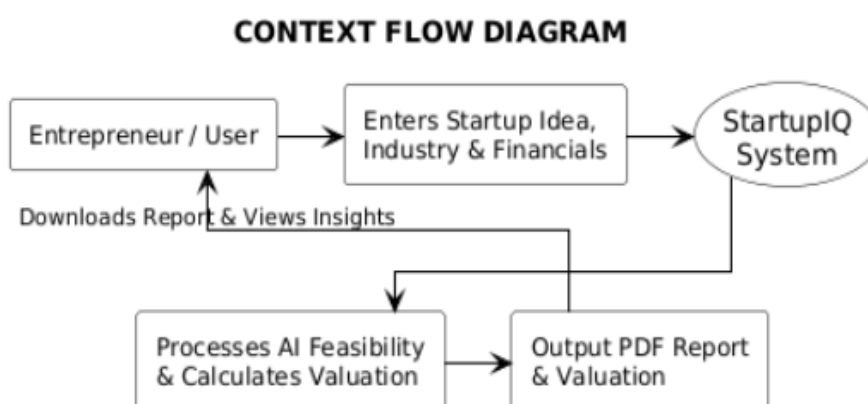 CONTEXT FLOW DIAGRAM
Entrepreneur / User
Enters Startup Idea,
Industry & Financials
StartupIQ
System
Downloads Report & Views Insights
Processes AI Feasibility
& Calculates Valuation
Output PDF Report
& Valuation